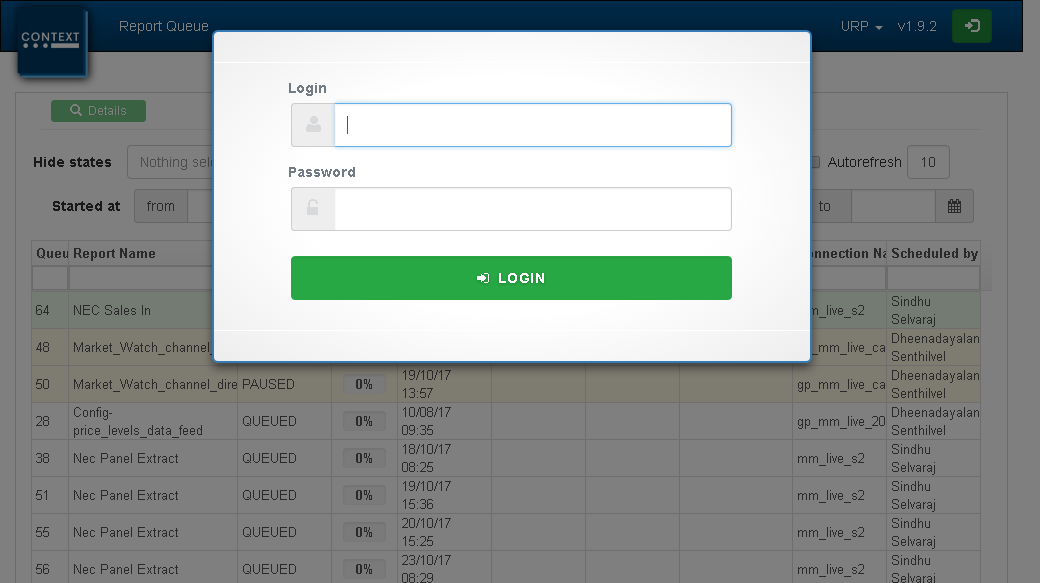 CONTEXT
Report Queue
URP
v1.9.2
Details
Login
Hide states
Nothing sel
Autorefresh
10
Password
Started at
from
to
LOGIN
Queu Report Name
nnection Na Scheduled by
64 NEC Sales In
m_live_s2
Sindhu
Selvaraj
48 Market_Watch_channel_
_mm_live_ca
Dheenadayalan
Senthilvel
50 Market_Watch_channel_dire PAUSED 0% 19/10/17
13:57
gp_mm_live_ca
Dheenadayalan
Senthilvel
28 Config-
price_levels_data_feed
QUEUED 0% 10/08/17
09:35
gp_mm_live_20
Dheenadayalan
Senthilvel
38 Nec Panel Extract QUEUED 0% 18/10/17
08:25
mm_live_s2
Sindhu
Selvaraj
51 Nec Panel Extract QUEUED 0% 19/10/17
15:36
mm_live_s2
Sindhu
Selvaraj
55 Nec Panel Extract QUEUED 0% 20/10/17
15:25
mm_live_s2
Sindhu
Selvaraj
56 Nec Panel Extract QUEUED 0% 23/10/17
08:29
mm_live_s2
Sindhu
Selvaraj